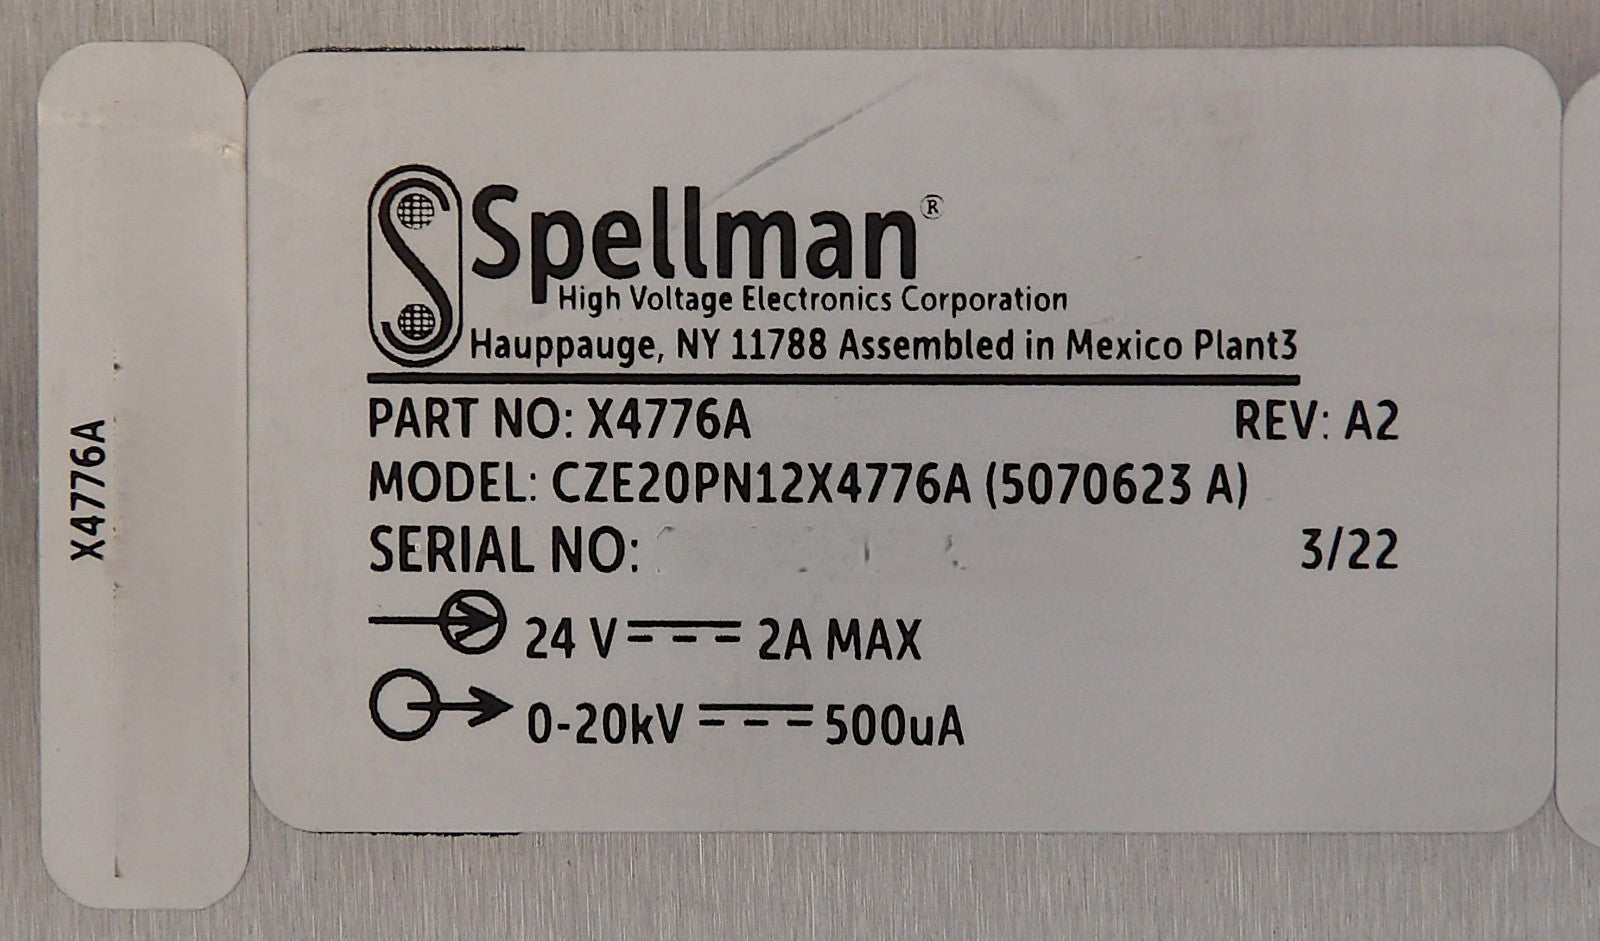 X4776A
Spellman®
High Voltage Electronics Corporation
Hauppauge, NY 11788 Assembled in Mexico Plant3
PART NO: X4776A REV: A2
MODEL: CZE20PN12X4776A (5070623 A)
SERIAL NO: 3/22
24 V 2A MAX
0-20kV 500uA